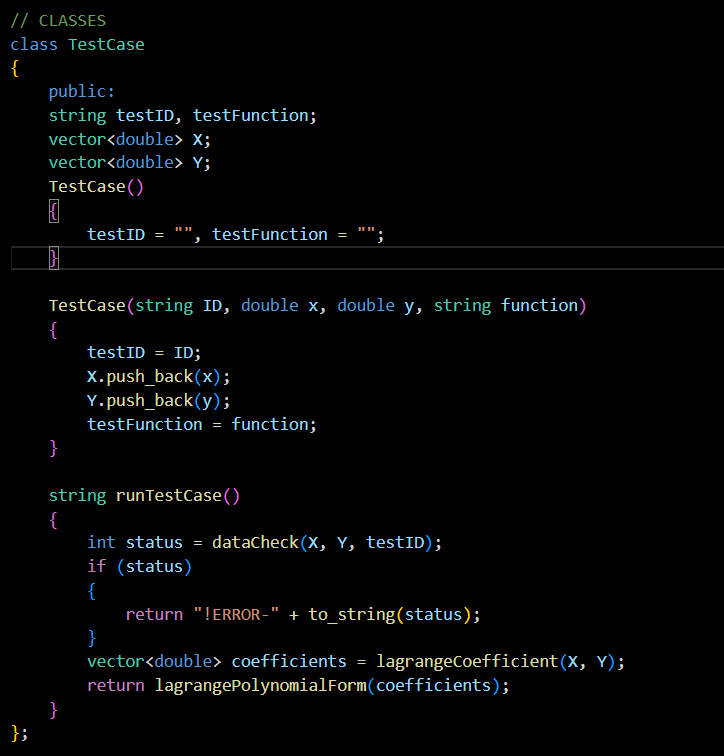 // CLASSES
class TestCase
{
    public:
    string testID, testFunction;
    vector<double> X;
    vector<double> Y;
    TestCase()
    {
        testID = "", testFunction = "";
    }

    TestCase(string ID, double x, double y, string function)
    {
        testID = ID;
        X.push_back(x);
        Y.push_back(y);
        testFunction = function;
    }

    string runTestCase()
    {
        int status = dataCheck(X, Y, testID);
        if (status)
        {
            return "!ERROR-" + to_string(status);
        }
        vector<double> coefficients = lagrangeCoefficient(X, Y);
        return lagrangePolynomialForm(coefficients);
    }
};